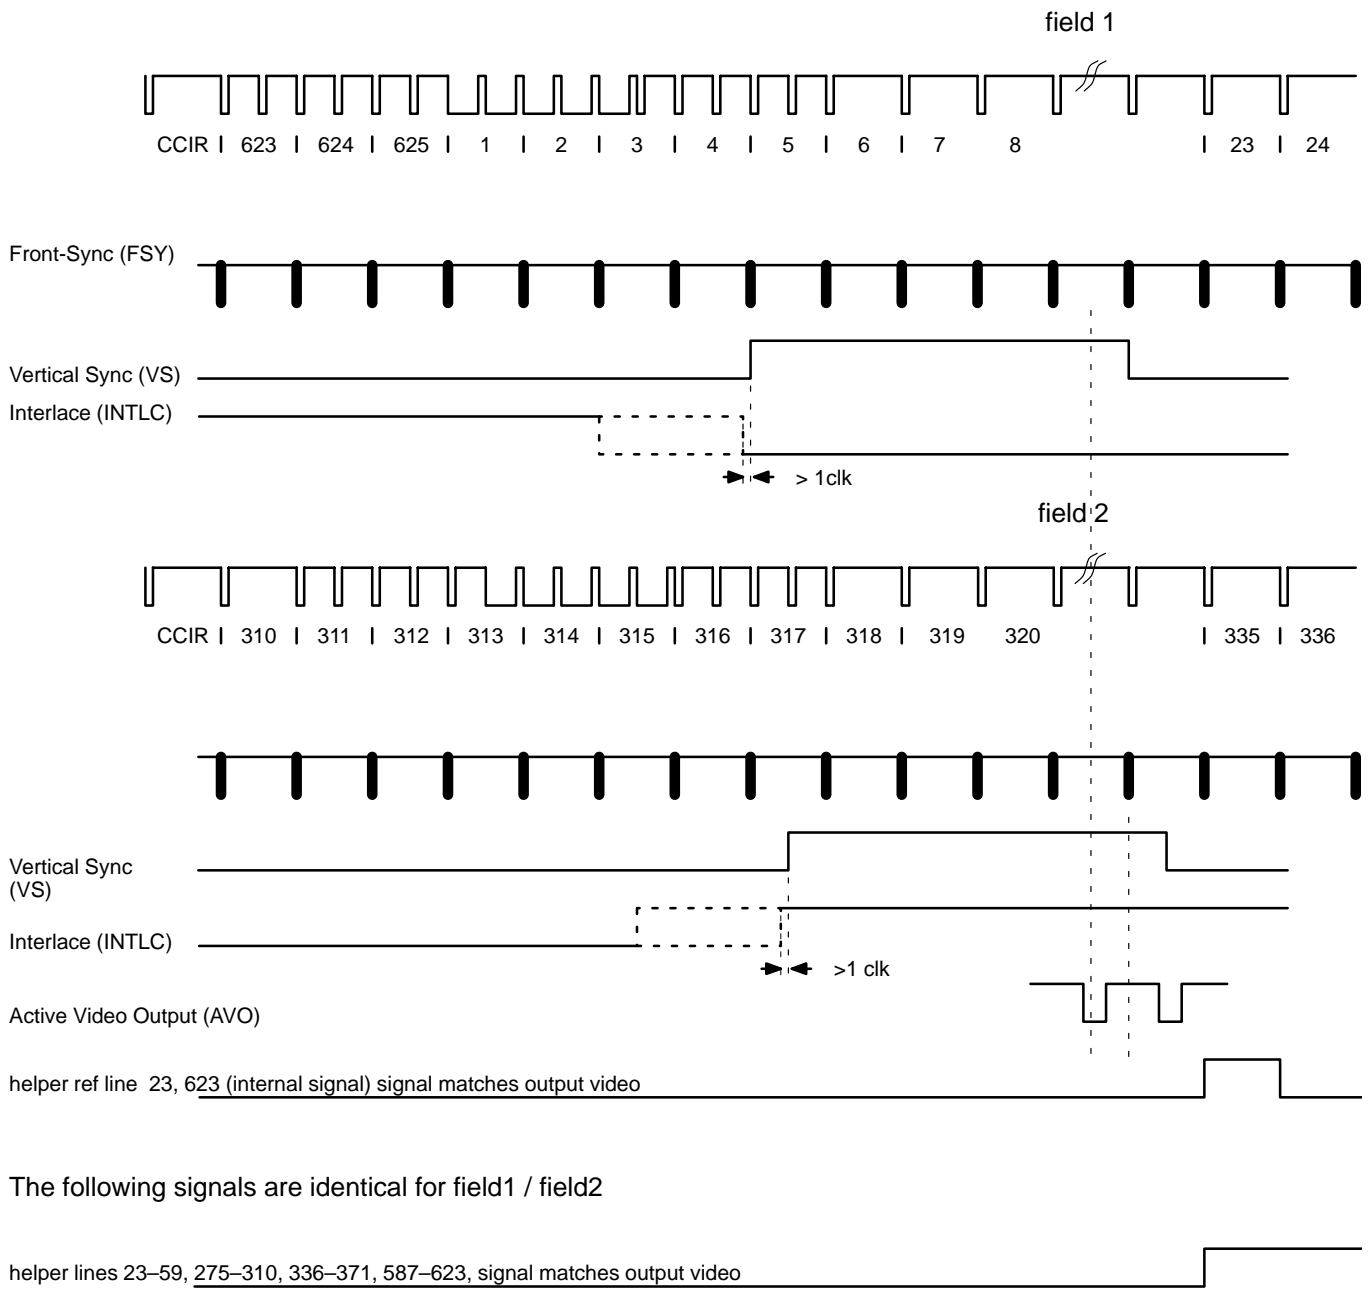 field 1
CCIR 623 624 625 1 2 3 4 5 6 7 8 23 24
Front-Sync (FSY)
Vertical Sync (VS)
Interlace (INTLC)
> 1clk
field 2
CCIR 310 311 312 313 314 315 316 317 318 319 320 335 336
Vertical Sync
(VS)
Interlace (INTLC)
>1 clk
Active Video Output (AVO)
helper ref line 23, 623 (internal signal) signal matches output video
The following signals are identical for field1 / field2
helper lines 23–59, 275–310, 336–371, 587–623, signal matches output video